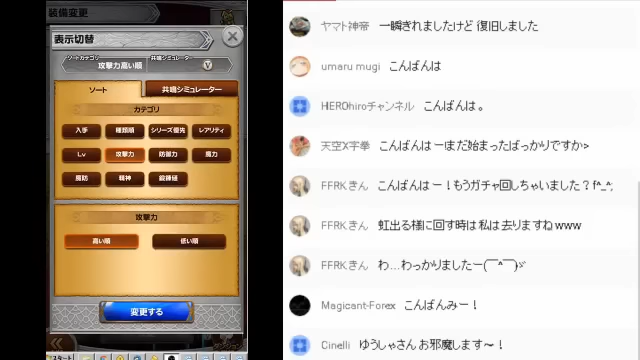 装備変更
表示切替
ソートカテゴリ
共鳴シミュレーター
攻撃力高い順
V
ソート
共鳴シミュレーター
カテゴリ
入手
種類順
シリーズ優先
レアリティ
Lv
攻撃力
防御力
魔力
魔防
精神
錬錬磋
攻撃力
高い順
低い順
変更する
スタート
ヤマト神帝 一瞬ぎれましたけど 復旧しました
umaru mugi こんばんは
HEROhiroチャンネル こんばんは。
天空X字拳 こんばんはーまだ始まったばっかりですか>
FFRKきん こんばんはー！もうガチャ回しちゃいました？f^_^;
FFRKきん 虹出る様に回す時は 私は去りますねwww
FFRKきん わ…わっかりましたー(￣^￣)ゞ
Magicant-Forex こんばんみー！
Cinelli ゆうしゃさん お邪魔します〜！